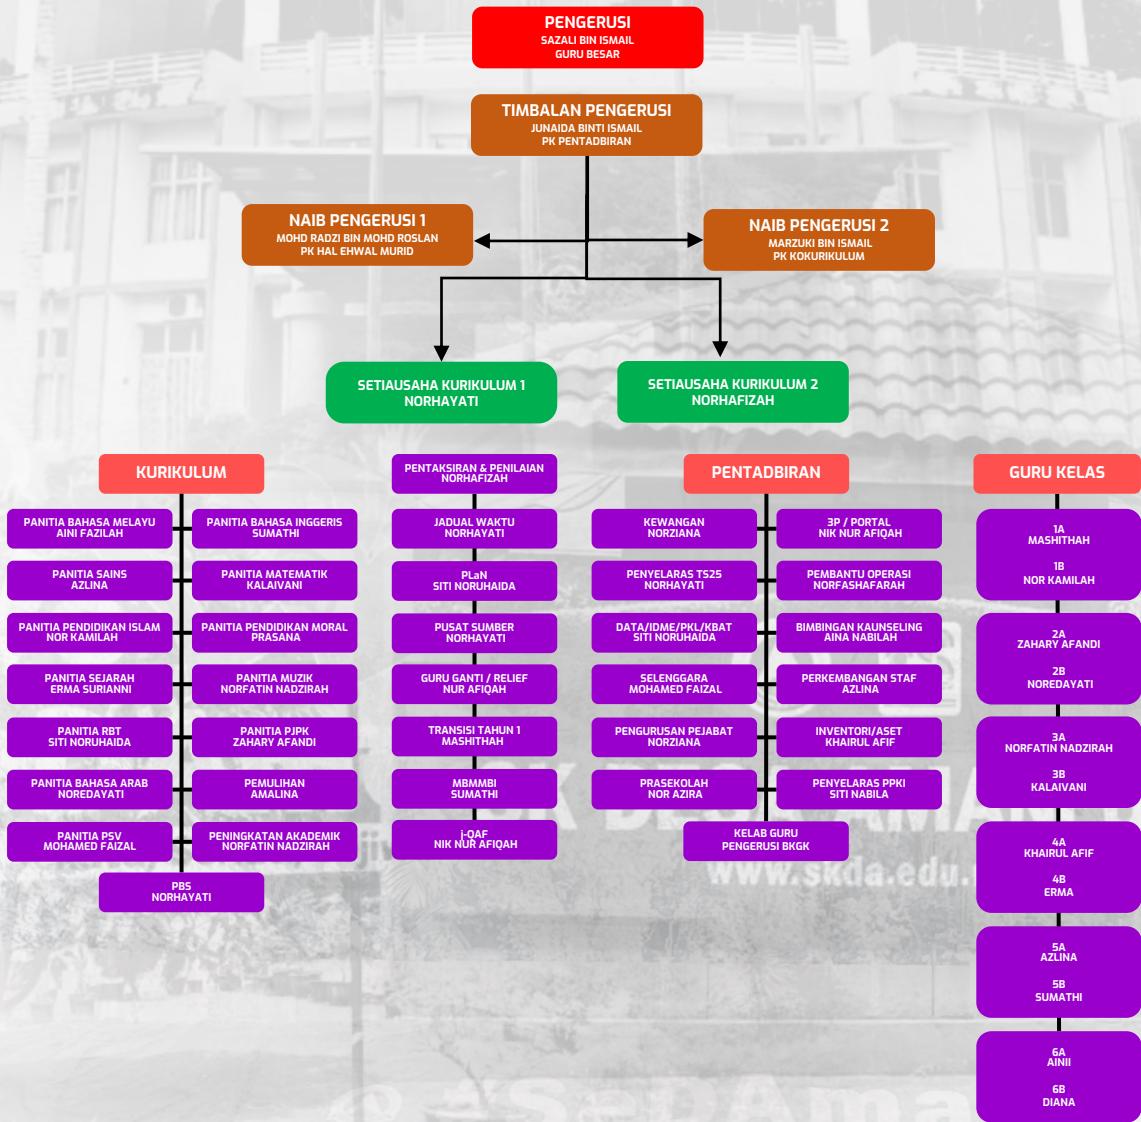 PENGERUSI
SAZALI BIN ISMAIL
GURU BESAR
TIMBALAN PENGERUSI
JUNAIDA BINTI ISMAIL
PK PENTADBIRAN
NAIB PENGERUSI 1
MOHD RADZI BIN MOHD ROSLAN
PK HAL EHWAL MURID
NAIB PENGERUSI 2
MARZUKI BIN ISMAIL
PK KOKURIKULUM
SETIAUSAHA KURIKULUM 1
NORHAYATI
SETIAUSAHA KURIKULUM 2
NORHAFIZAH
KURIKULUM
PANITIA BAHASA MELAYU
AINI FAZILAH
PANITIA BAHASA INGGERIS
SUMATHI
PANITIA SAINS
AZLINA
PANITIA MATEMATIK
KALAIVANI
PANITIA PENDIDIKAN ISLAM
NOR KAMILAH
PANITIA PENDIDIKAN MORAL
PRASANA
PANITIA SEJARAH
ERMA SURIANNI
PANITIA MUZIK
NORFATIN NADZIRAH
PANITIA RBT
SITI NORUHAIDA
PANITIA PJPK
ZAHARY AFANDI
PANITIA BAHASA ARAB
NOREDAYATI
PEMULIHAN
AMALINA
PANITIA PSV
MOHAMED FAIZAL
PENINGKATAN AKADEMIK
NORFATIN NADZIRAH
PBS
NORHAYATI
PENTAKSIRAN & PENILAIAN
NORHAFIZAH
JADUAL WAKTU
NORHAYATI
PLaN
SITI NORUHAIDA
PUSAT SUMBER
NORHAYATI
GURU GANTI / RELIEF
NUR AFIQAH
TRANSISI TAHUN 1
MASHITHAH
MBMMBI
SUMATHI
j-QAF
NIK NUR AFIQAH
PENTADBIRAN
KEWANGAN
NORZIANA
3P / PORTAL
NIK NUR AFIQAH
PENYELARAS TS25
NORHAYATI
PEMBANTU OPERASI
NORFASHAFARAH
DATA/IDME/PKL/KBAT
SITI NORUHAIDA
BIMBINGAN KAUNSELING
AINA NABILAH
SELENGGARA
MOHAMED FAIZAL
PERKEMBANGAN STAF
AZLINA
PENGURUSAN PEJABAT
NORZIANA
INVENTORI/ASET
KHAIRUL AFIF
PRASEKOLAH
NOR AZIRA
PENYELARAS PPKI
SITI NABILA
KELAB GURU
PENGERUSI BKGK
GURU KELAS
1A
MASHITHAH
1B
NOR KAMILAH
2A
ZAHARY AFANDI
2B
NOREDAYATI
3A
NORFATIN NADZIRAH
3B
KALAIVANI
4A
KHAIRUL AFIF
4B
ERMA
5A
AZLINA
5B
SUMATHI
6A
AINII
6B
DIANA
www.skda.edu.